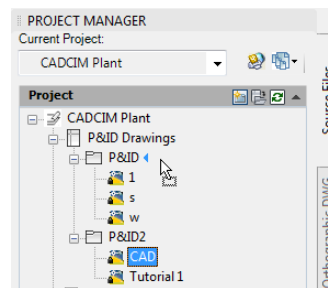 PROJECT MANAGER
Current Project:
CADCIM Plant
Project
CADCIM Plant
P&ID Drawings
P&ID
1
s
w
P&ID2
CAD
Tutorial 1
Source Files
Orthographic DWG